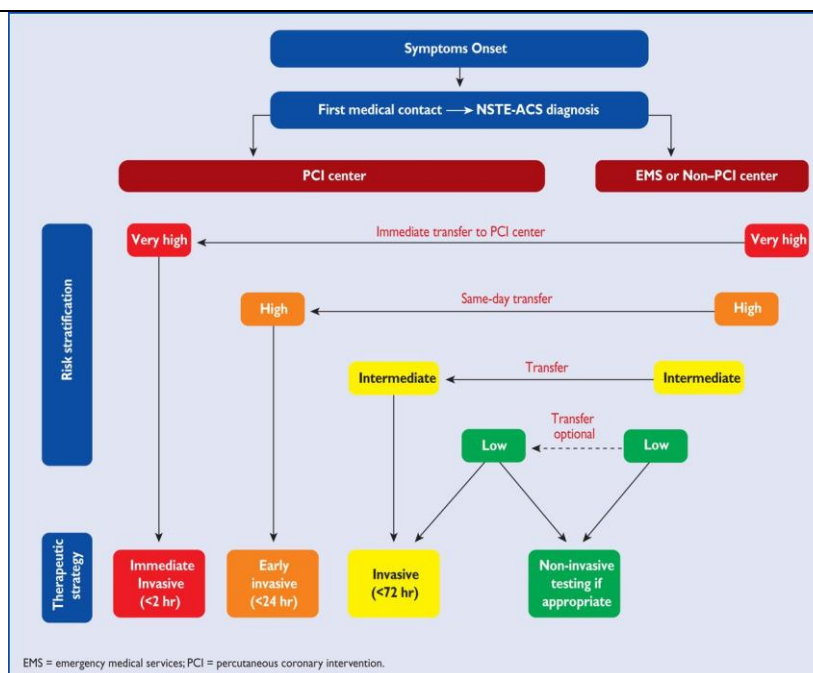 Symptoms Onset
First medical contact → NSTE-ACS diagnosis
PCI center
EMS or Non–PCI center
Risk stratification
Very high
Immediate transfer to PCI center
Very high
High
Same-day transfer
High
Intermediate
Transfer
Intermediate
Low
Transfer
optional
Low
Therapeutic
strategy
Immediate
Invasive
(<2 hr)
Early
invasive
(<24 hr)
Invasive
(<72 hr)
Non-invasive
testing if
appropriate
EMS = emergency medical services; PCI = percutaneous coronary intervention.